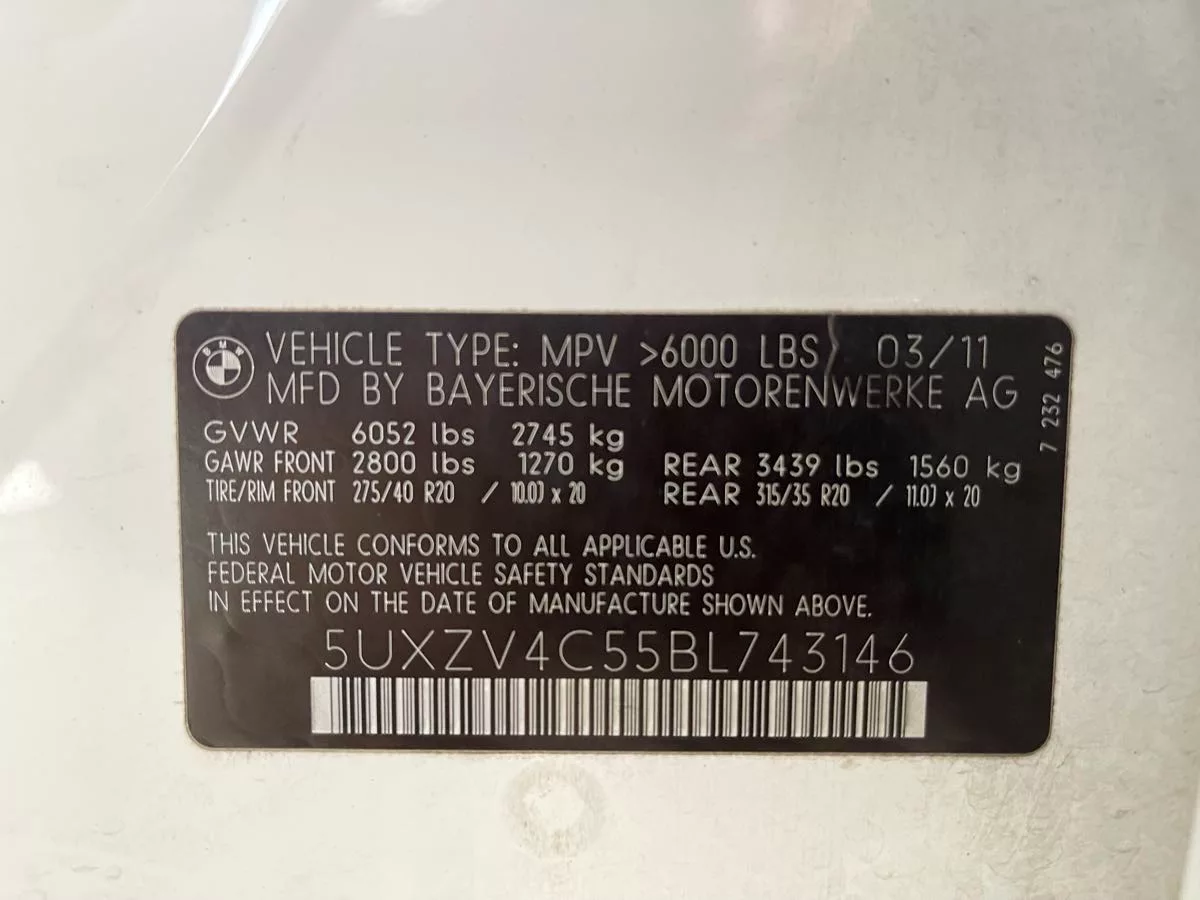 BMW
VEHICLE TYPE: MPV >6000 LBS/ 03/11
MFD BY BAYERISCHE MOTORENWERKE AG
GVWR 6052 lbs 2745 kg
GAWR FRONT 2800 lbs 1270 kg REAR 3439 lbs 1560 kg
TIRE/RIM FRONT 275/40 R20 / 10.0J x 20 REAR 315/35 R20 / 11.0J x 20
7 232 476
THIS VEHICLE CONFORMS TO ALL APPLICABLE U.S.
FEDERAL MOTOR VEHICLE SAFETY STANDARDS
IN EFFECT ON THE DATE OF MANUFACTURE SHOWN ABOVE.
5UXZV4C55BL743146